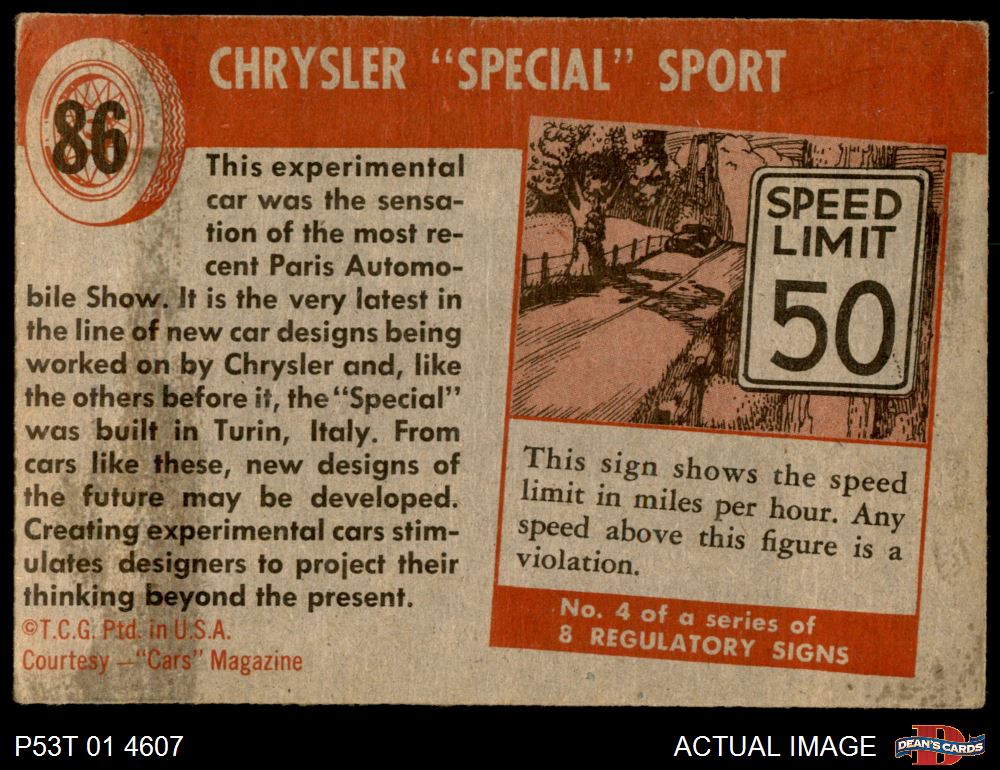 86
CHRYSLER "SPECIAL" SPORT
This experimental
car was the sensa-
tion of the most re-
cent Paris Automo-
bile Show. It is the very latest in
the line of new car designs being
worked on by Chrysler and, like
the others before it, the "Special"
was built in Turin, Italy. From
cars like these, new designs of
the future may be developed.
Creating experimental cars stim-
ulates designers to project their
thinking beyond the present.
©T.C.G. Ptd. in U.S.A.
Courtesy —"Cars" Magazine
SPEED
LIMIT
50
This sign shows the speed
limit in miles per hour. Any
speed above this figure is a
violation.
No. 4 of a series of
8 REGULATORY SIGNS
P53T 01 4607
ACTUAL IMAGE
D
DEAN'S CARDS